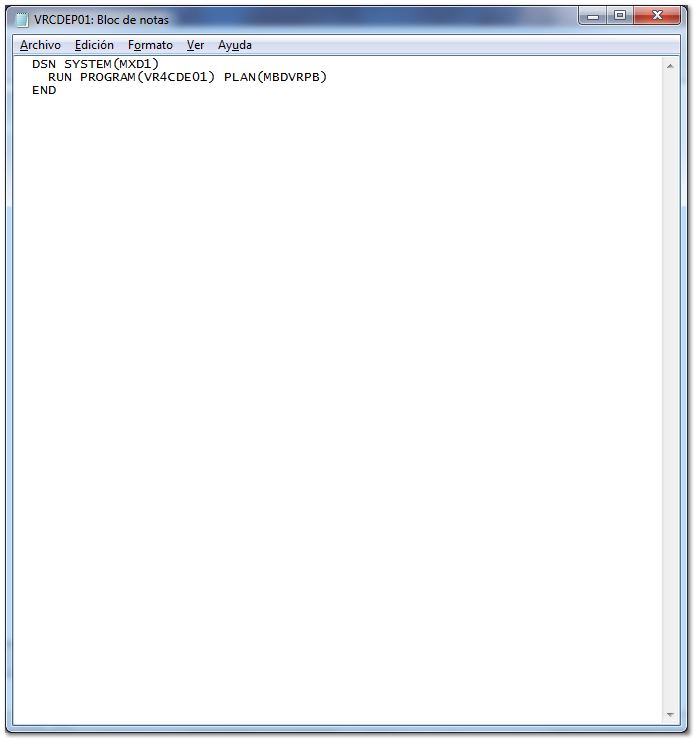 VRCDEP01: Bloc de notas
Archivo Edición Formato Ver Ayuda
DSN SYSTEM(MXD1)
RUN PROGRAM(VR4CDE01) PLAN(MBDVRPB)
END